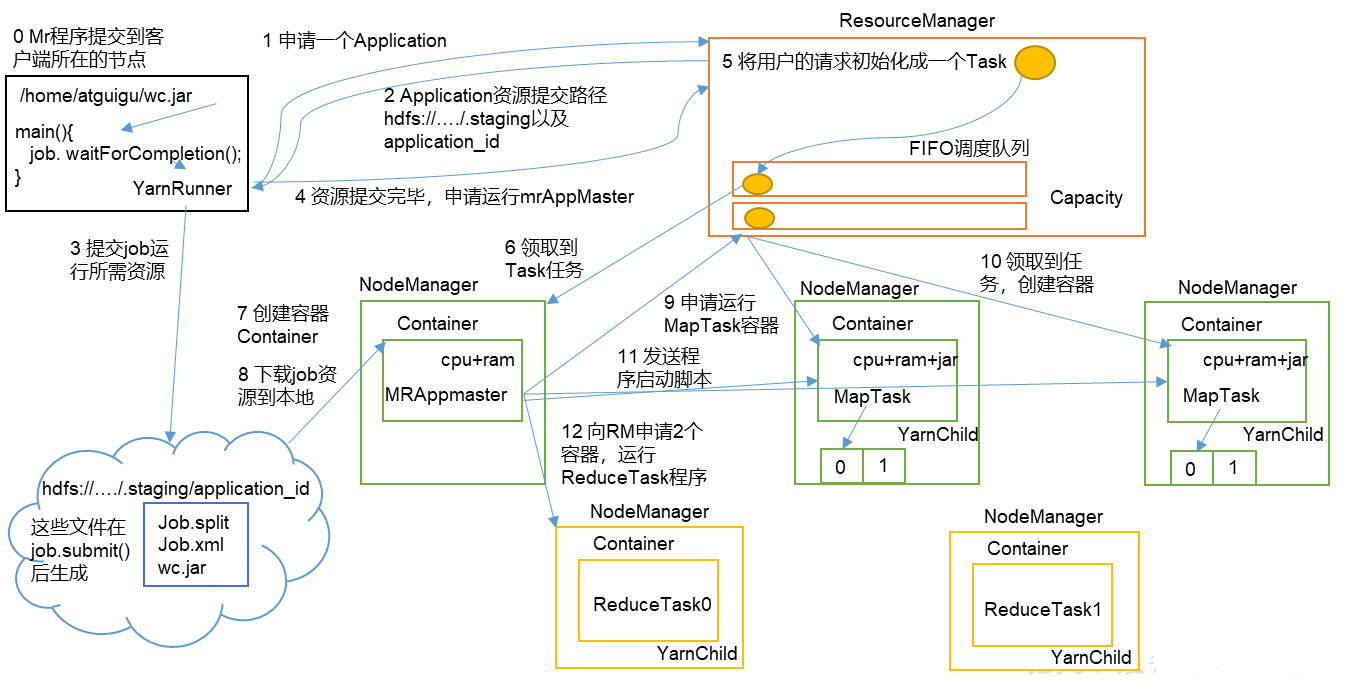 ResourceManager
0 Mr程序提交到客
户端所在的节点
1 申请一个Application
5 将用户的请求初始化成一个Task
/home/atguigu/wc.jar
main(){
job. waitForCompletion();
}
YarnRunner
2 Application资源提交路径
hdfs://…./.staging以及
application_id
FIFO调度队列
4 资源提交完毕，申请运行mrAppMaster
Capacity
3 提交job运
行所需资源
6 领取到
Task任务
10 领取到任
务，创建容器
NodeManager
NodeManager
NodeManager
7 创建容器
Container
9 申请运行
MapTask容器
Container
cpu+ram
MRAppmaster
Container
cpu+ram+jar
MapTask
YarnChild
0
1
Container
cpu+ram+jar
MapTask
YarnChild
0
1
8 下载job资
源到本地
11 发送程
序启动脚本
12 向RM申请2个
容器，运行
ReduceTask程序
hdfs://…./.staging/application_id
这些文件在
job.submit()
后生成
Job.split
Job.xml
wc.jar
NodeManager
Container
ReduceTask0
YarnChild
NodeManager
Container
ReduceTask1
YarnChild